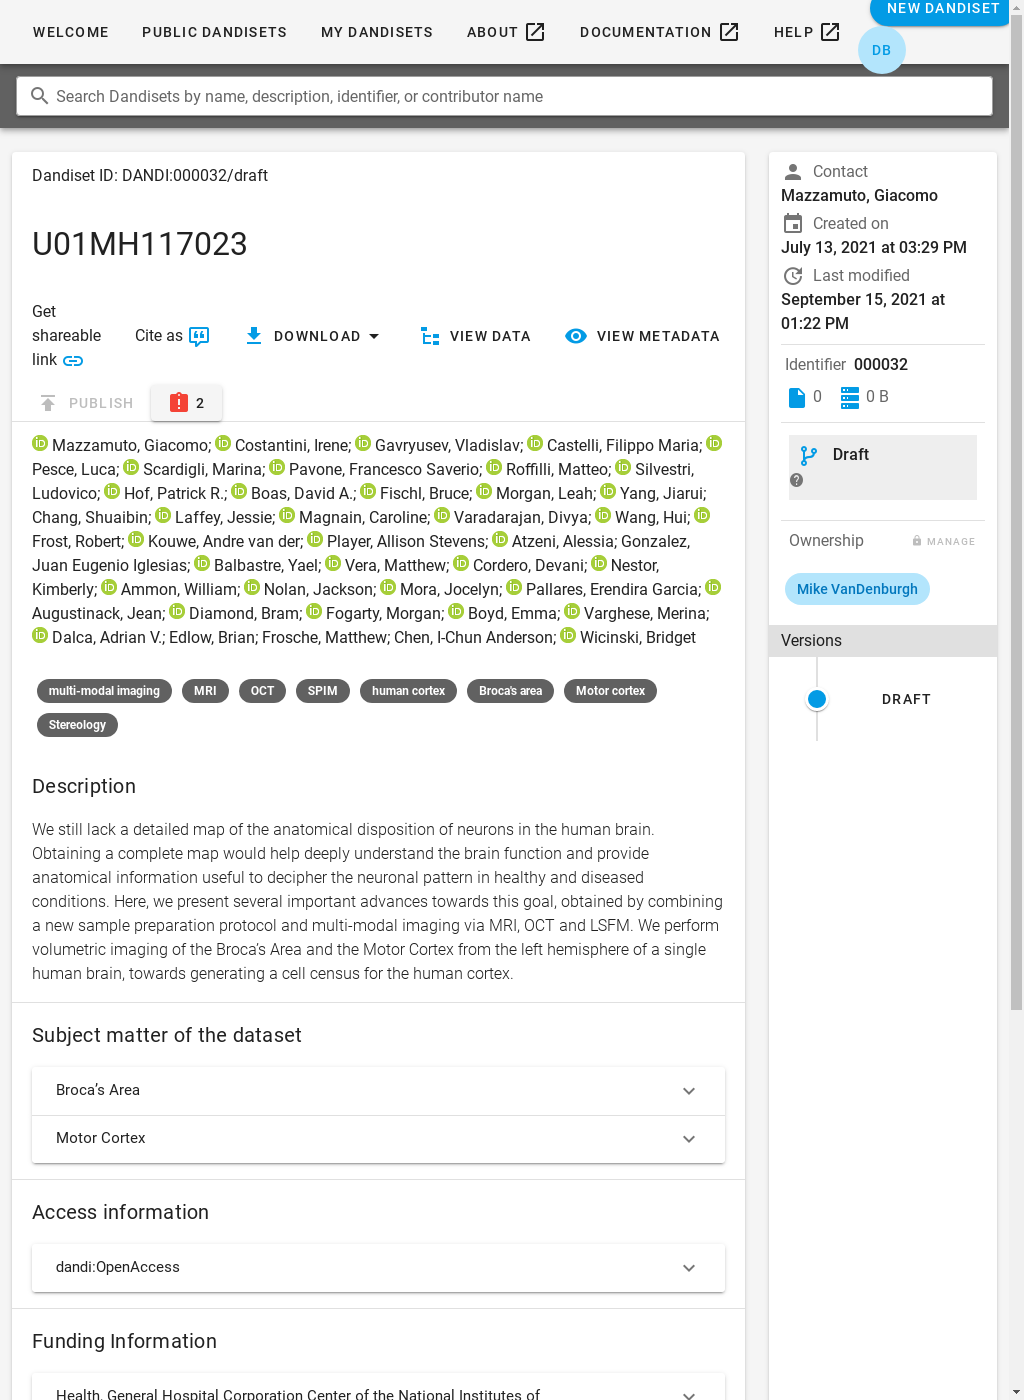 WELCOME
PUBLIC DANDISETS
MY DANDISETS
ABOUT
DOCUMENTATION
HELP
NEW DANDISET
DB
Search Dandisets by name, description, identifier, or contributor name
Dandiset ID: DANDI:000032/draft
U01MH117023
Get
shareable
link
Cite as
DOWNLOAD
VIEW DATA
VIEW METADATA
PUBLISH
2
Mazzamuto, Giacomo; Costantini, Irene; Gavryusev, Vladislav; Castelli, Filippo Maria;
Pesce, Luca; Scardigli, Marina; Pavone, Francesco Saverio; Roffilli, Matteo; Silvestri,
Ludovico; Hof, Patrick R.; Boas, David A.; Fischl, Bruce; Morgan, Leah; Yang, Jiarui;
Chang, Shuaibin; Laffey, Jessie; Magnain, Caroline; Varadarajan, Divya; Wang, Hui;
Frost, Robert; Kouwe, Andre van der; Player, Allison Stevens; Atzeni, Alessia; Gonzalez,
Juan Eugenio Iglesias; Balbastre, Yael; Vera, Matthew; Cordero, Devani; Nestor,
Kimberly; Ammon, William; Nolan, Jackson; Mora, Jocelyn; Pallares, Erendira Garcia;
Augustinack, Jean; Diamond, Bram; Fogarty, Morgan; Boyd, Emma; Varghese, Merina;
Dalca, Adrian V.; Edlow, Brian; Frosche, Matthew; Chen, I-Chun Anderson; Wicinski, Bridget
multi-modal imaging
MRI
OCT
SPIM
human cortex
Broca's area
Motor cortex
Stereology
Description
We still lack a detailed map of the anatomical disposition of neurons in the human brain.
Obtaining a complete map would help deeply understand the brain function and provide
anatomical information useful to decipher the neuronal pattern in healthy and diseased
conditions. Here, we present several important advances towards this goal, obtained by combining
a new sample preparation protocol and multi-modal imaging via MRI, OCT and LSFM. We perform
volumetric imaging of the Broca’s Area and the Motor Cortex from the left hemisphere of a single
human brain, towards generating a cell census for the human cortex.
Subject matter of the dataset
Broca’s Area
Motor Cortex
Access information
dandi:OpenAccess
Funding Information
Health, General Hospital Corporation Center of the National Institutes of
Contact
Mazzamuto, Giacomo
Created on
July 13, 2021 at 03:29 PM
Last modified
September 15, 2021 at
01:22 PM
Identifier 000032
0
0 B
Draft
Ownership
MANAGE
Mike VanDenburgh
Versions
DRAFT